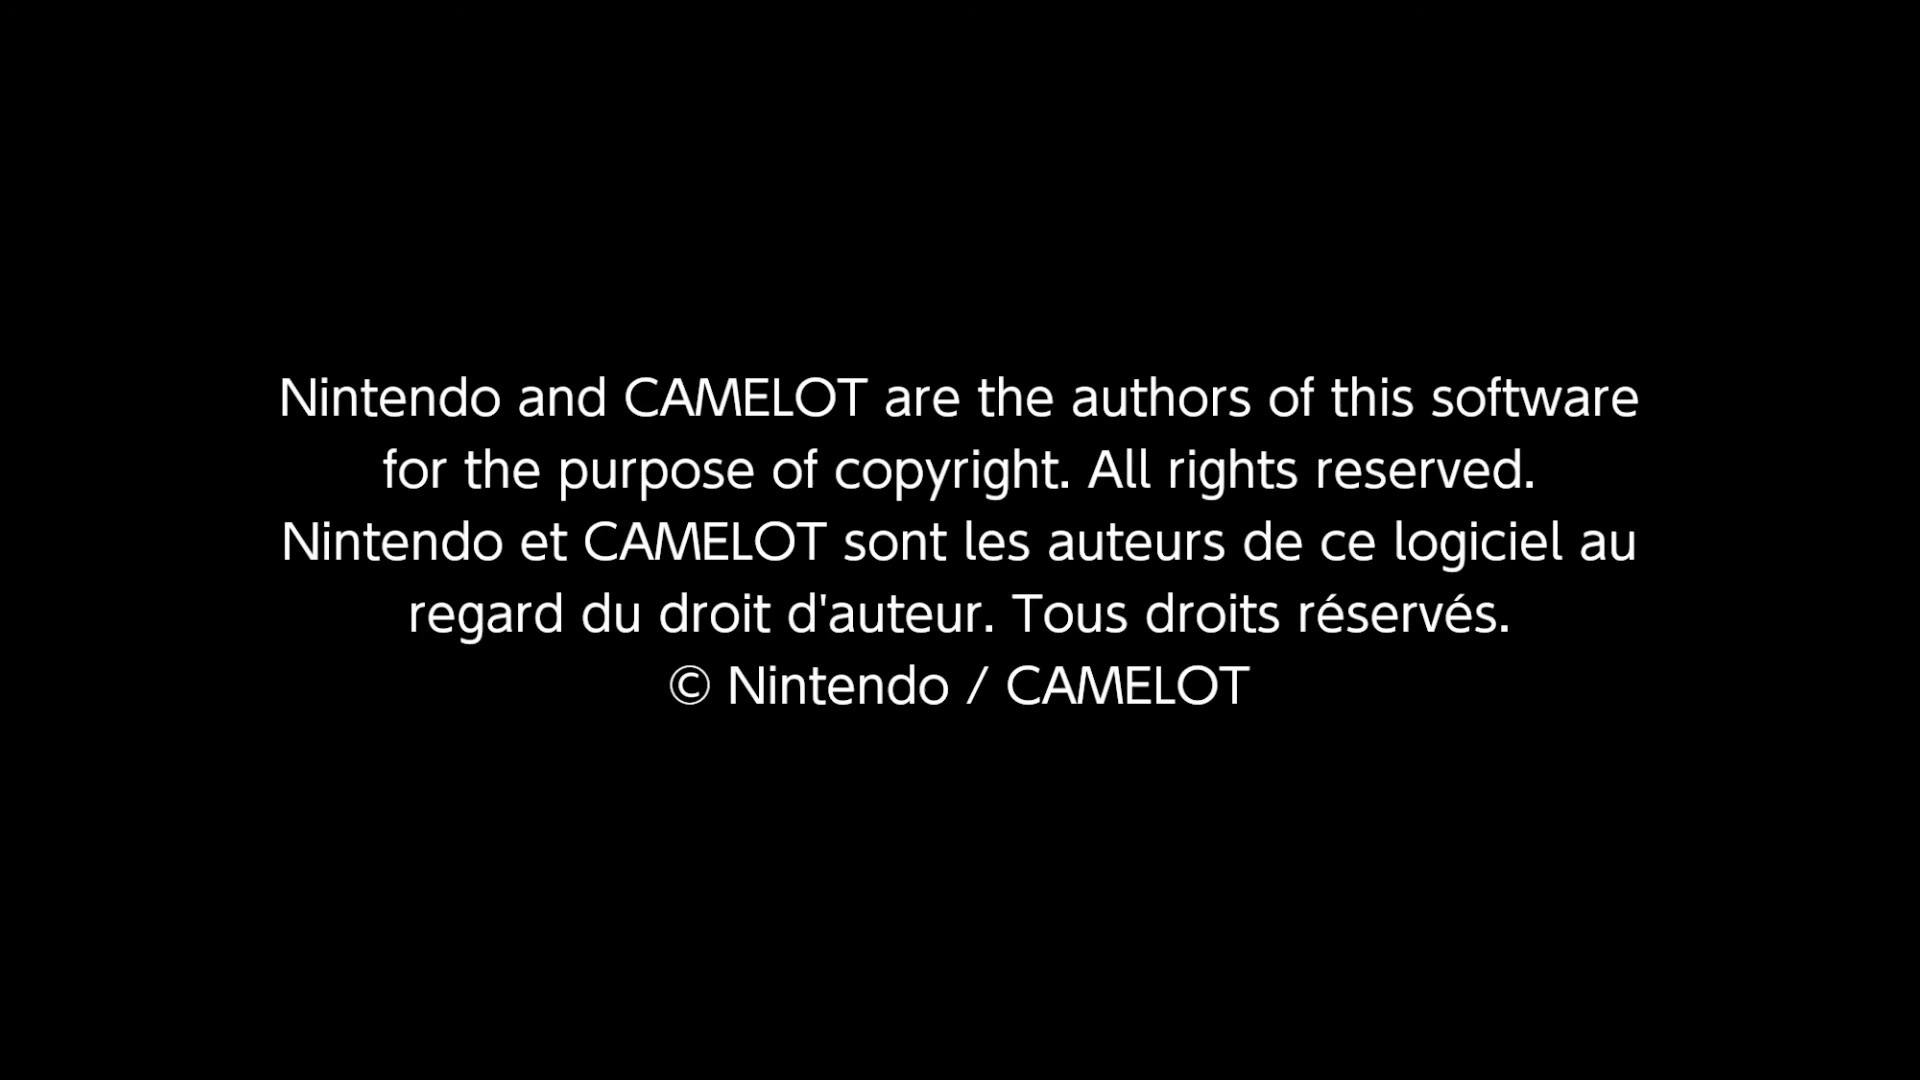 Nintendo and CAMELOT are the authors of this software
for the purpose of copyright. All rights reserved.
Nintendo et CAMELOT sont les auteurs de ce logiciel au
regard du droit d'auteur. Tous droits réservés.
© Nintendo / CAMELOT